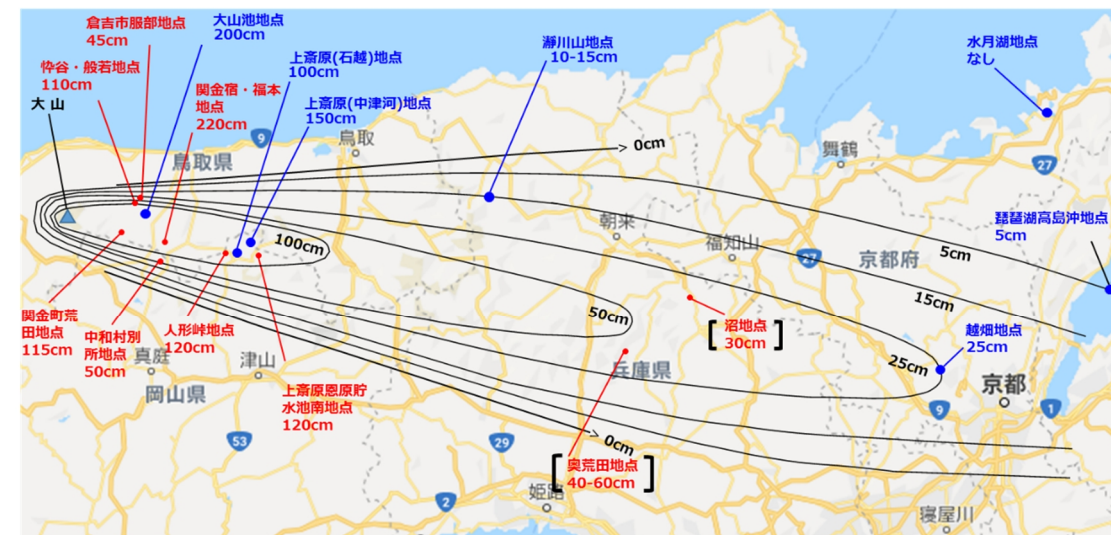 倉吉市服部地点
45cm
大山池地点
200cm
瀞川山地点
10-15cm
水月湖地点
なし
上斎原(石越)地点
100cm
忰谷・般若地点
110cm
関金宿・福本
地点
220cm
大 山
上斎原(中津河)地点
150cm
9
鳥取
鳥取県
> 0cm
舞鶴
27
朝来
福知山
琵琶湖高島沖地点
5cm
100cm
27
京都府
5cm
15cm
50cm
関金町荒
田地点
115cm
中和村別
所地点
50cm
人形峠地点
120cm
[ 沼地点
30cm ]
越畑地点
25cm
真庭
津山
兵庫県
25cm
京都
岡山県
上斎原恩原貯
水池南地点
120cm
9
1
53
29
> 0cm
[ 奥荒田地点
40-60cm ]
2
姫路
寝屋川